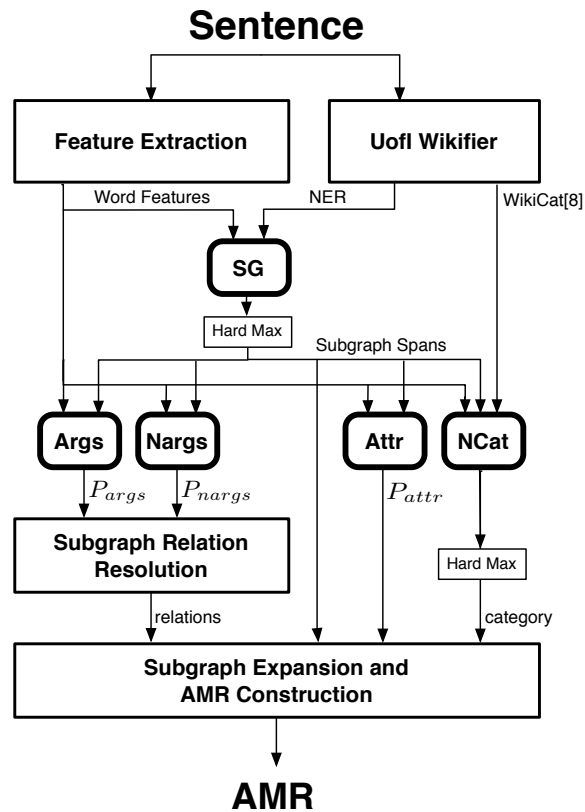 Sentence
Feature Extraction
UofI Wikifier
Word Features
NER
WikiCat[8]
SG
Hard Max
Subgraph Spans
Args
Nargs
Attr
NCat
P_args
P_nargs
P_attr
Subgraph Relation
Resolution
Hard Max
relations
category
Subgraph Expansion and
AMR Construction
AMR